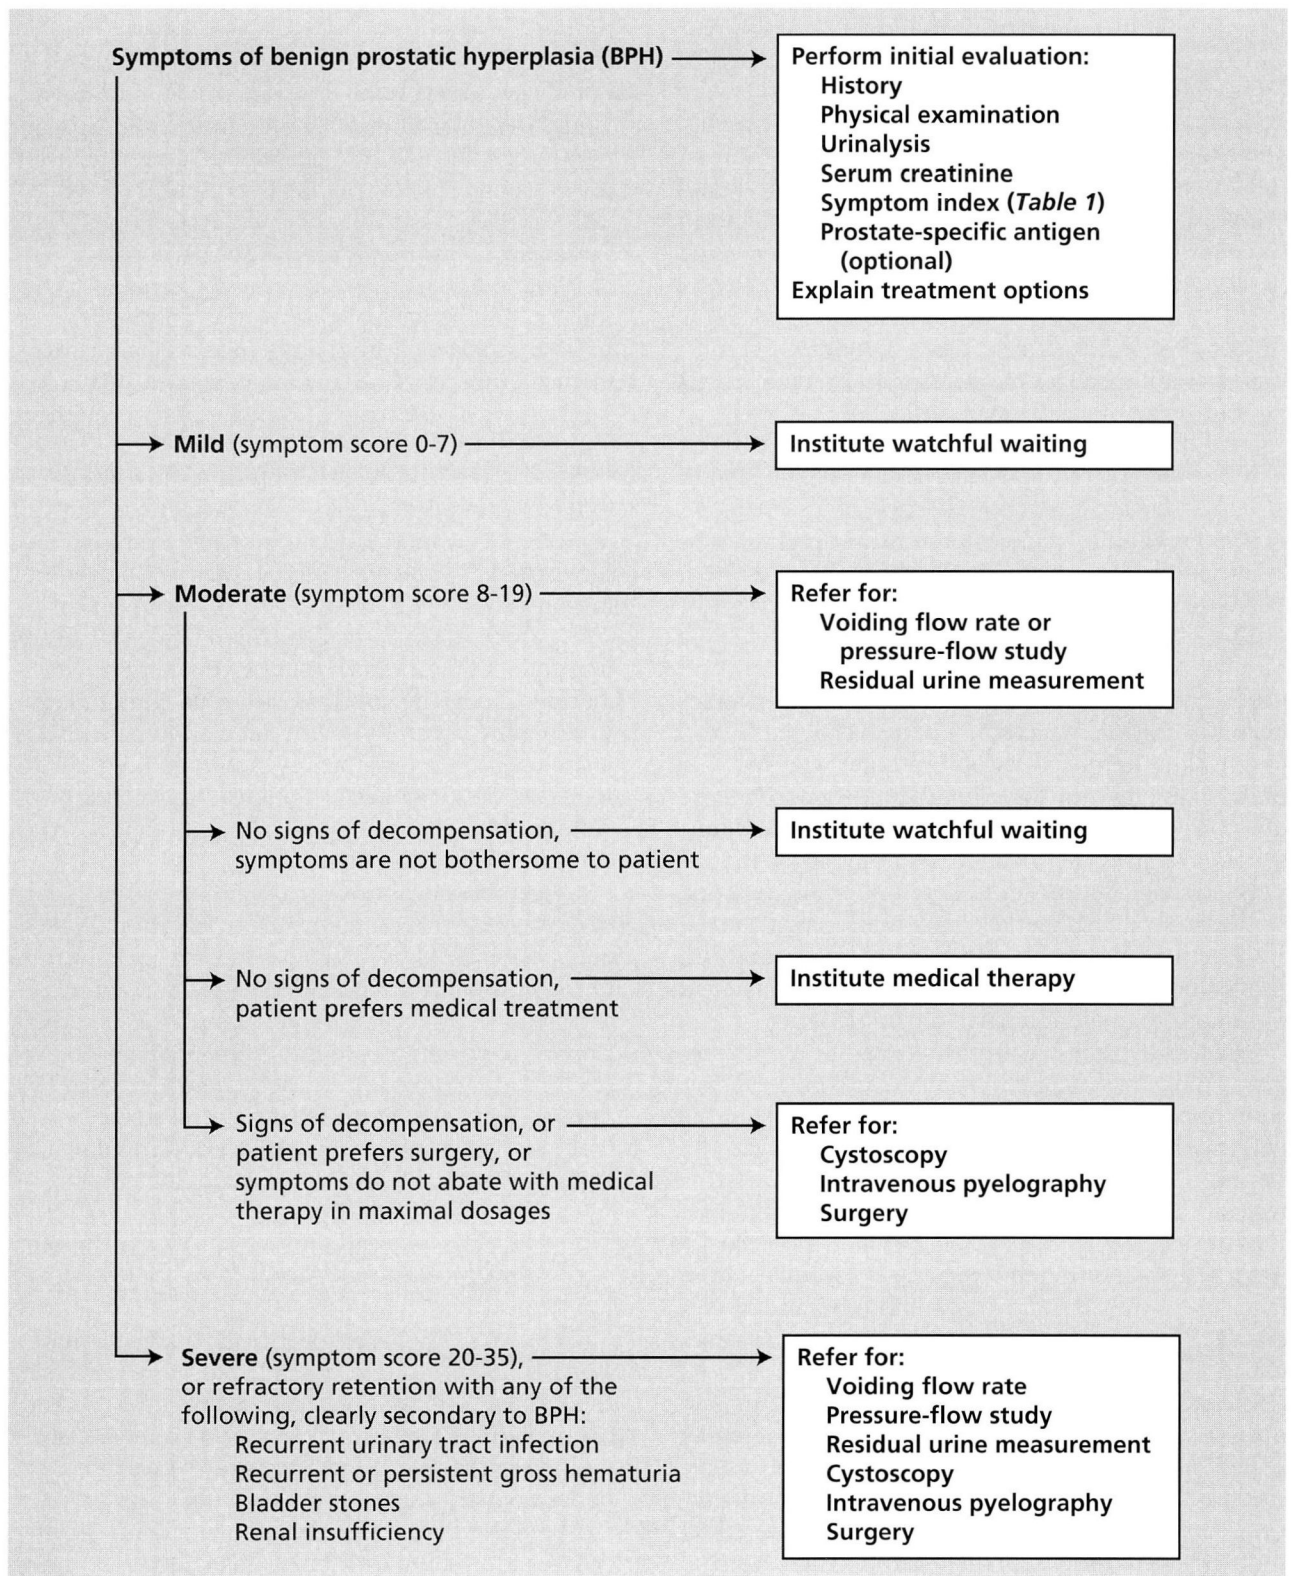 Symptoms of benign prostatic hyperplasia (BPH)
Perform initial evaluation:
History
Physical examination
Urinalysis
Serum creatinine
Symptom index (Table 1)
Prostate-specific antigen
(optional)
Explain treatment options
Mild (symptom score 0-7)
Institute watchful waiting
Moderate (symptom score 8-19)
Refer for:
Voiding flow rate or
pressure-flow study
Residual urine measurement
No signs of decompensation,
symptoms are not bothersome to patient
Institute watchful waiting
No signs of decompensation,
patient prefers medical treatment
Institute medical therapy
Signs of decompensation, or
patient prefers surgery, or
symptoms do not abate with medical
therapy in maximal dosages
Refer for:
Cystoscopy
Intravenous pyelography
Surgery
Severe (symptom score 20-35),
or refractory retention with any of the
following, clearly secondary to BPH:
Recurrent urinary tract infection
Recurrent or persistent gross hematuria
Bladder stones
Renal insufficiency
Refer for:
Voiding flow rate
Pressure-flow study
Residual urine measurement
Cystoscopy
Intravenous pyelography
Surgery